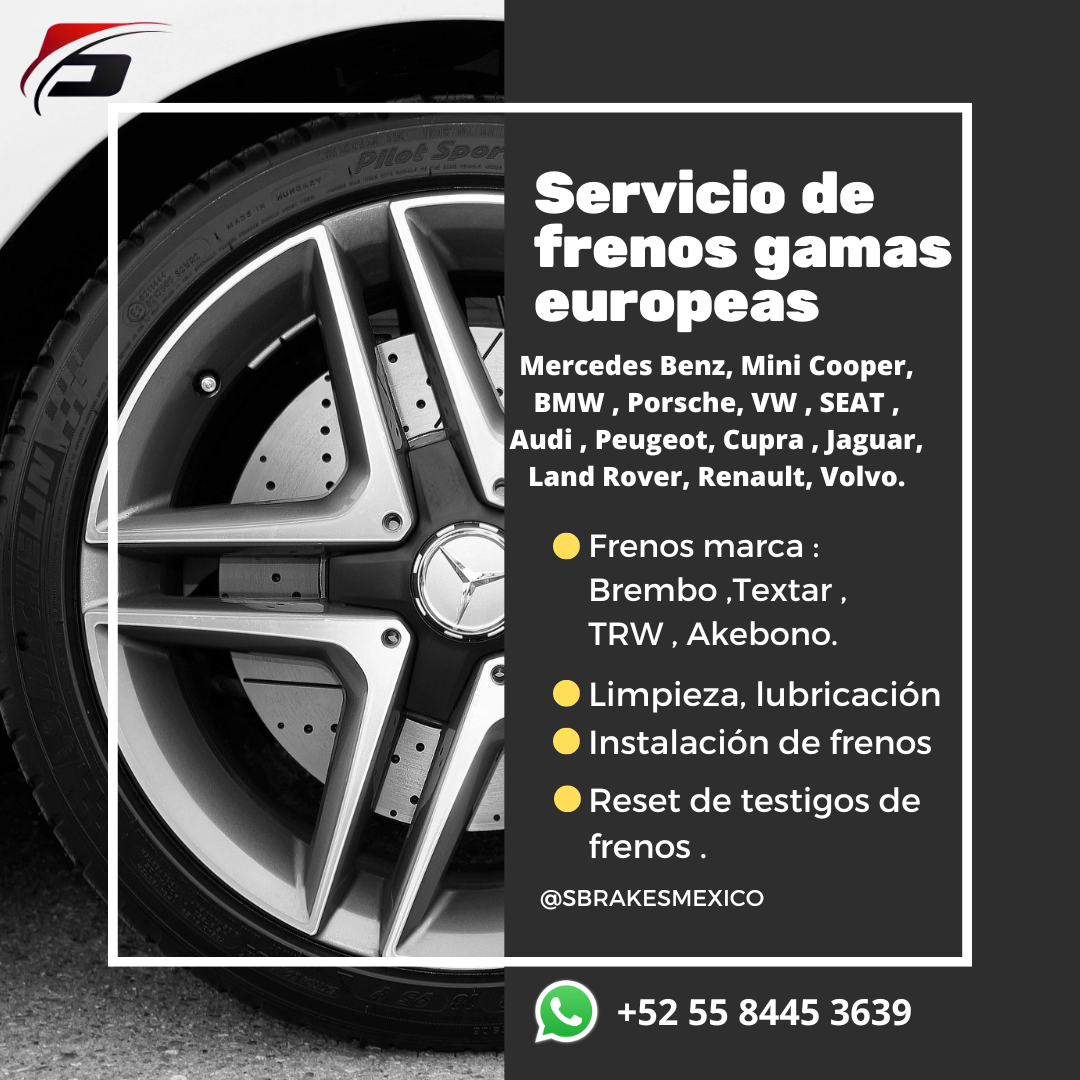 Pilot Spor
MADE IN HUNGARY
MICHELIN
Servicio de
frenos gamas
europeas
Mercedes Benz, Mini Cooper,
BMW , Porsche, VW , SEAT ,
Audi , Peugeot, Cupra , Jaguar,
Land Rover, Renault, Volvo.
Frenos marca :
Brembo ,Textar ,
TRW , Akebono.
Limpieza, lubricación
Instalación de frenos
Reset de testigos de
frenos .
@SBRAKESMEXICO
+52 55 8445 3639